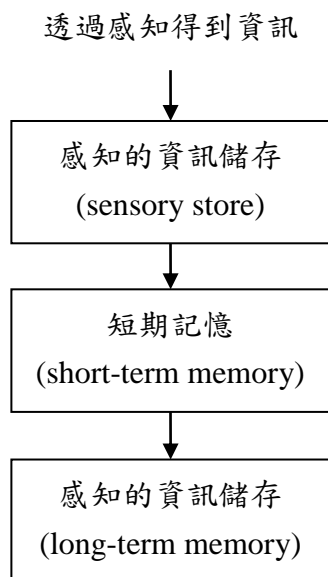 透過感知得到資訊
感知的資訊儲存
(sensory store)
短期記憶
(short-term memory)
感知的資訊儲存
(long-term memory)